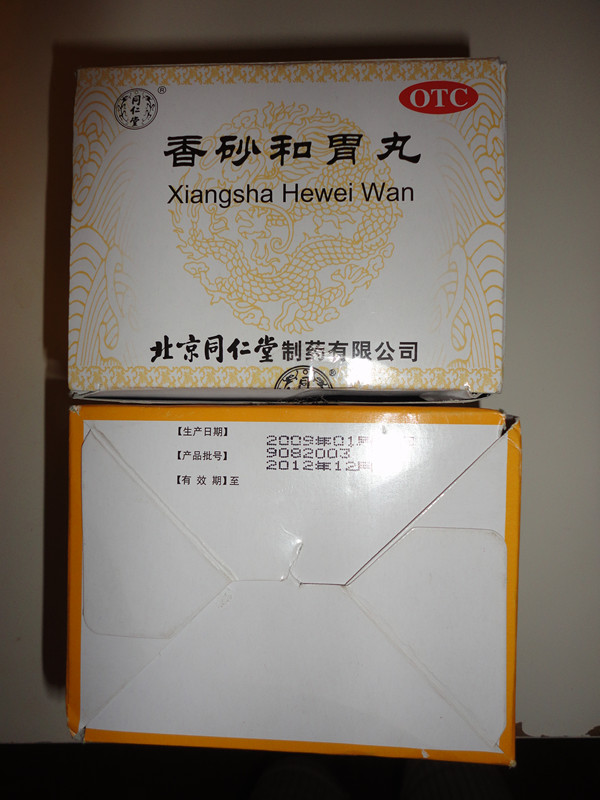 同仁堂
®
OTC
香砂和胃丸
Xiangsha Hewei Wan
北京同仁堂制药有限公司
®
【生产日期】 2009年01月
【产品批号】 9082003
【有 效 期】至 2012年12月